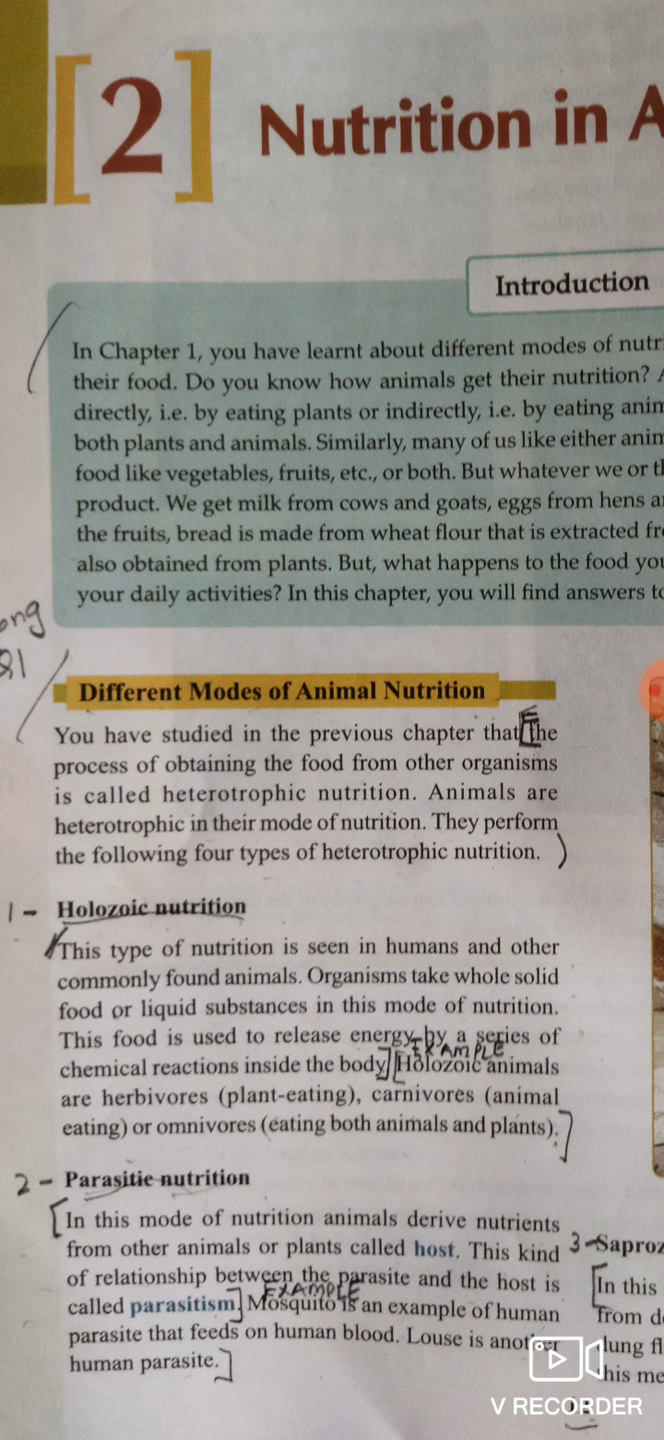 [2] Nutrition in A
Introduction
In Chapter 1, you have learnt about different modes of nutr
their food. Do you know how animals get their nutrition?
directly, i.e. by eating plants or indirectly, i.e. by eating anim
both plants and animals. Similarly, many of us like either anim
food like vegetables, fruits, etc., or both. But whatever we or th
product. We get milk from cows and goats, eggs from hens a
the fruits, bread is made from wheat flour that is extracted fr
also obtained from plants. But, what happens to the food you
your daily activities? In this chapter, you will find answers to
Different Modes of Animal Nutrition
You have studied in the previous chapter that the
process of obtaining the food from other organisms
is called heterotrophic nutrition. Animals are
heterotrophic in their mode of nutrition. They perform
the following four types of heterotrophic nutrition. )
1 - Holozoic nutrition
This type of nutrition is seen in humans and other
commonly found animals. Organisms take whole solid
food or liquid substances in this mode of nutrition.
This food is used to release energy by a series of
EXAMPLE
chemical reactions inside the body] [Holozoic animals
are herbivores (plant-eating), carnivores (animal
eating) or omnivores (eating both animals and plants).]
2 - Parasitic nutrition
[In this mode of nutrition animals derive nutrients
from other animals or plants called host. This kind
of relationship between the parasite and the host is
EXAMPLE
called parasitism] Mosquito is an example of human
parasite that feeds on human blood. Louse is another
human parasite.]
3 - Saproz
[In this
from d
dung fl
his me
V RECORDER